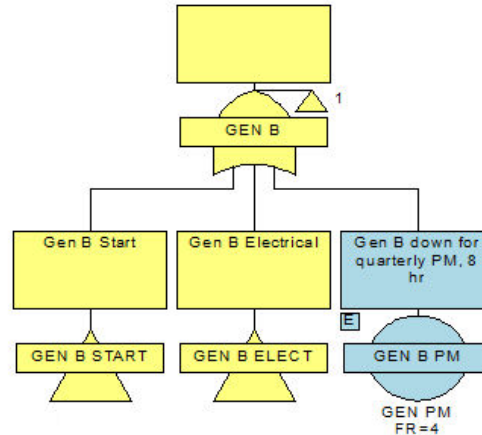 1
GEN B
Gen B Start
Gen B Electrical
Gen B down for
quarterly PM, 8
hr
E
GEN B START
GEN B ELECT
GEN B PM
GEN PM
FR=4